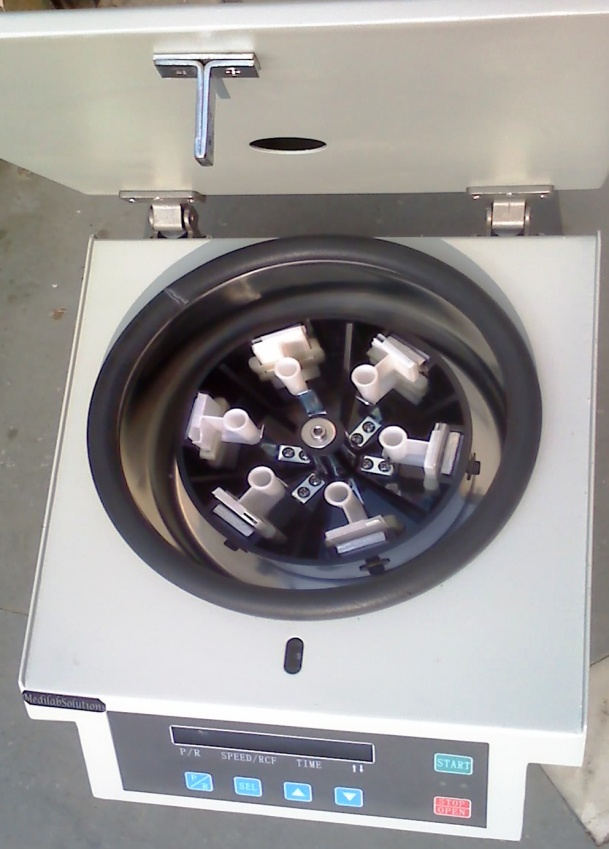 MedilabSolutions
P/R SPEED/RCF TIME ↑↓
P/R SEL START
STOP
OPEN